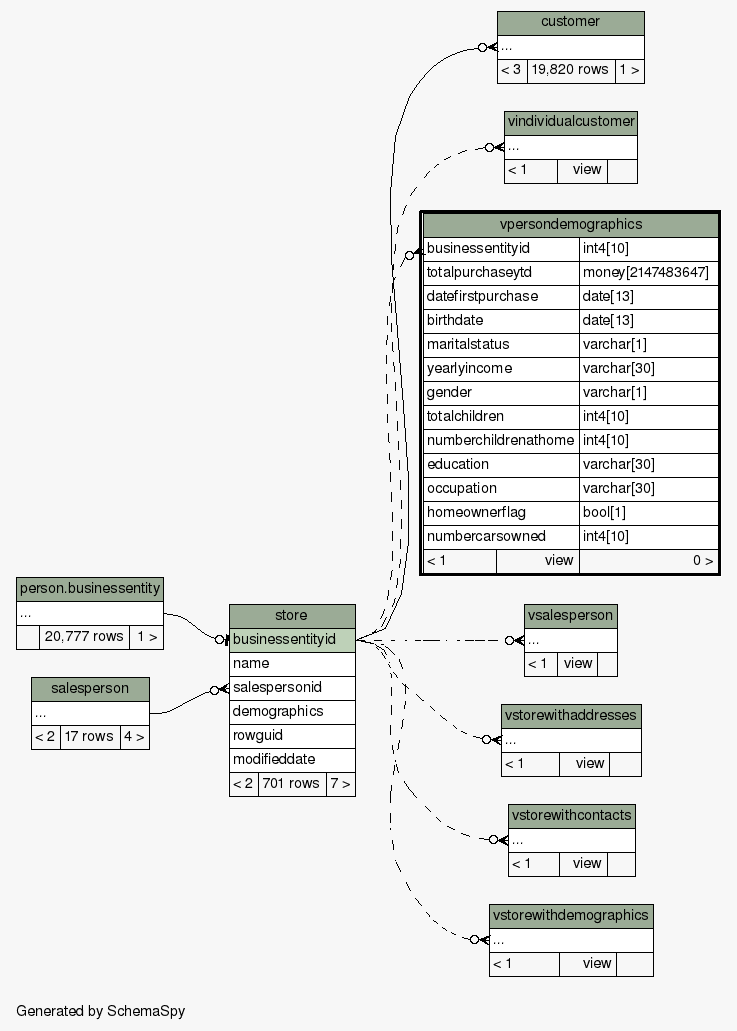 customer
...
< 3 19,820 rows 1 >
vindividualcustomer
...
< 1 view
vpersondemographics
businessentityid int4[10]
totalpurchaseytd money[2147483647]
datefirstpurchase date[13]
birthdate date[13]
maritalstatus varchar[1]
yearlyincome varchar[30]
gender varchar[1]
totalchildren int4[10]
numberchildrenathome int4[10]
education varchar[30]
occupation varchar[30]
homeownerflag bool[1]
numbercarsowned int4[10]
< 1 view 0 >
person.businessentity
...
20,777 rows 1 >
salesperson
...
< 2 17 rows 4 >
store
businessentityid
name
salespersonid
demographics
rowguid
modifieddate
< 2 701 rows 7 >
vsalesperson
...
< 1 view
vstorewithaddresses
...
< 1 view
vstorewithcontacts
...
< 1 view
vstorewithdemographics
...
< 1 view
Generated by SchemaSpy